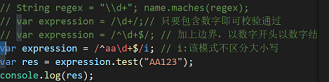 // String regex = "\\d+"; name.maches(regex);
// var expression = /\d+/;// 只要包含数字即可校验通过
// var expression = /^\d+$/; // 加上边界，以数字开头以数字结
var expression = /^aa\d+$/i; // i:该模式不区分大小写
var res = expression.test("AA123");
console.log(res);